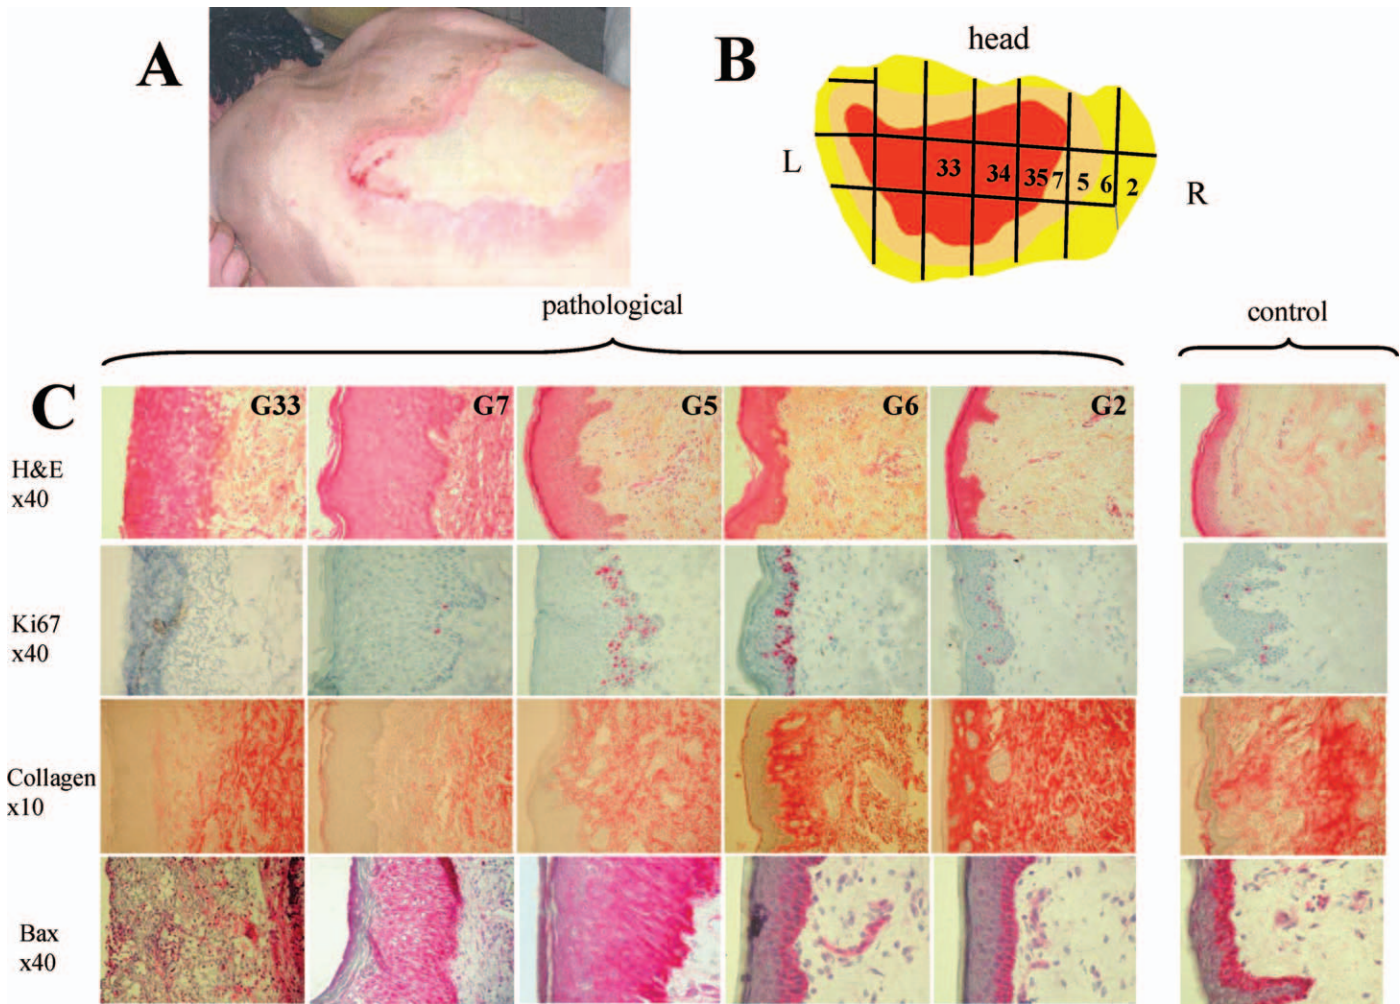 A
B
head
L
33 34 35 7 5 6 2
R
pathological
control
C
G33 G7 G5 G6 G2
H&E
x40
Ki67
x40
Collagen
x10
Bax
x40